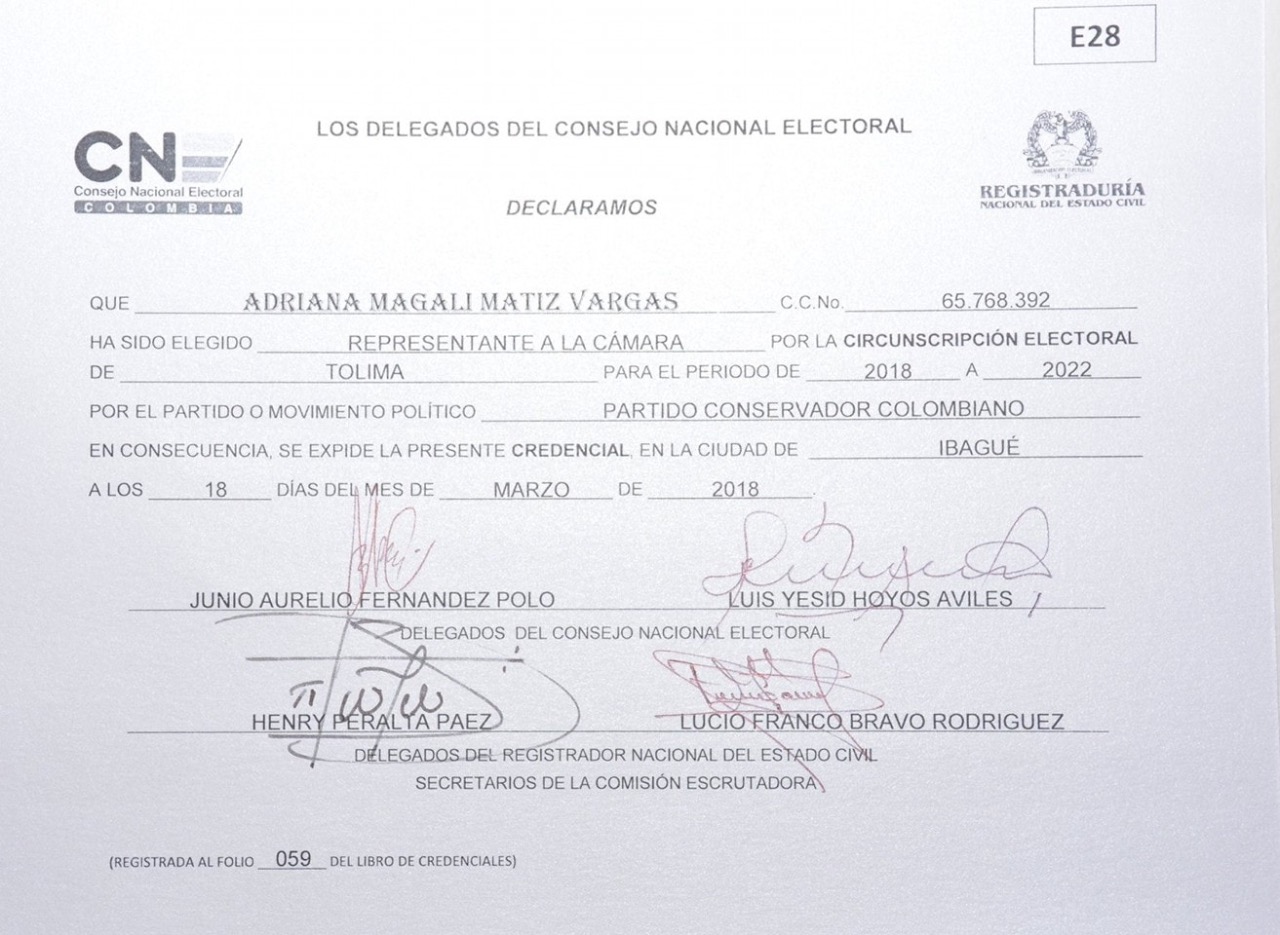 E28
LOS DELEGADOS DEL CONSEJO NACIONAL ELECTORAL
CNE
Consejo Nacional Electoral
COLOMBIA
REGISTRADURÍA
NACIONAL DEL ESTADO CIVIL
DECLARAMOS
QUE ADRIANA MAGALI MATIZ VARGAS C.C.No. 65.768.392
HA SIDO ELEGIDO REPRESENTANTE A LA CÁMARA POR LA CIRCUNSCRIPCIÓN ELECTORAL
DE TOLIMA PARA EL PERIODO DE 2018 A 2022
POR EL PARTIDO O MOVIMIENTO POLÍTICO PARTIDO CONSERVADOR COLOMBIANO
EN CONSECUENCIA, SE EXPIDE LA PRESENTE CREDENCIAL, EN LA CIUDAD DE IBAGUÉ
A LOS 18 DÍAS DEL MES DE MARZO DE 2018.
JUNIO AURELIO FERNANDEZ POLO LUIS YESID HOYOS AVILES
DELEGADOS DEL CONSEJO NACIONAL ELECTORAL
HENRY PERALTA PAEZ LUCIO FRANCO BRAVO RODRIGUEZ
DELEGADOS DEL REGISTRADOR NACIONAL DEL ESTADO CIVIL
SECRETARIOS DE LA COMISIÓN ESCRUTADORA
(REGISTRADA AL FOLIO 059 DEL LIBRO DE CREDENCIALES)